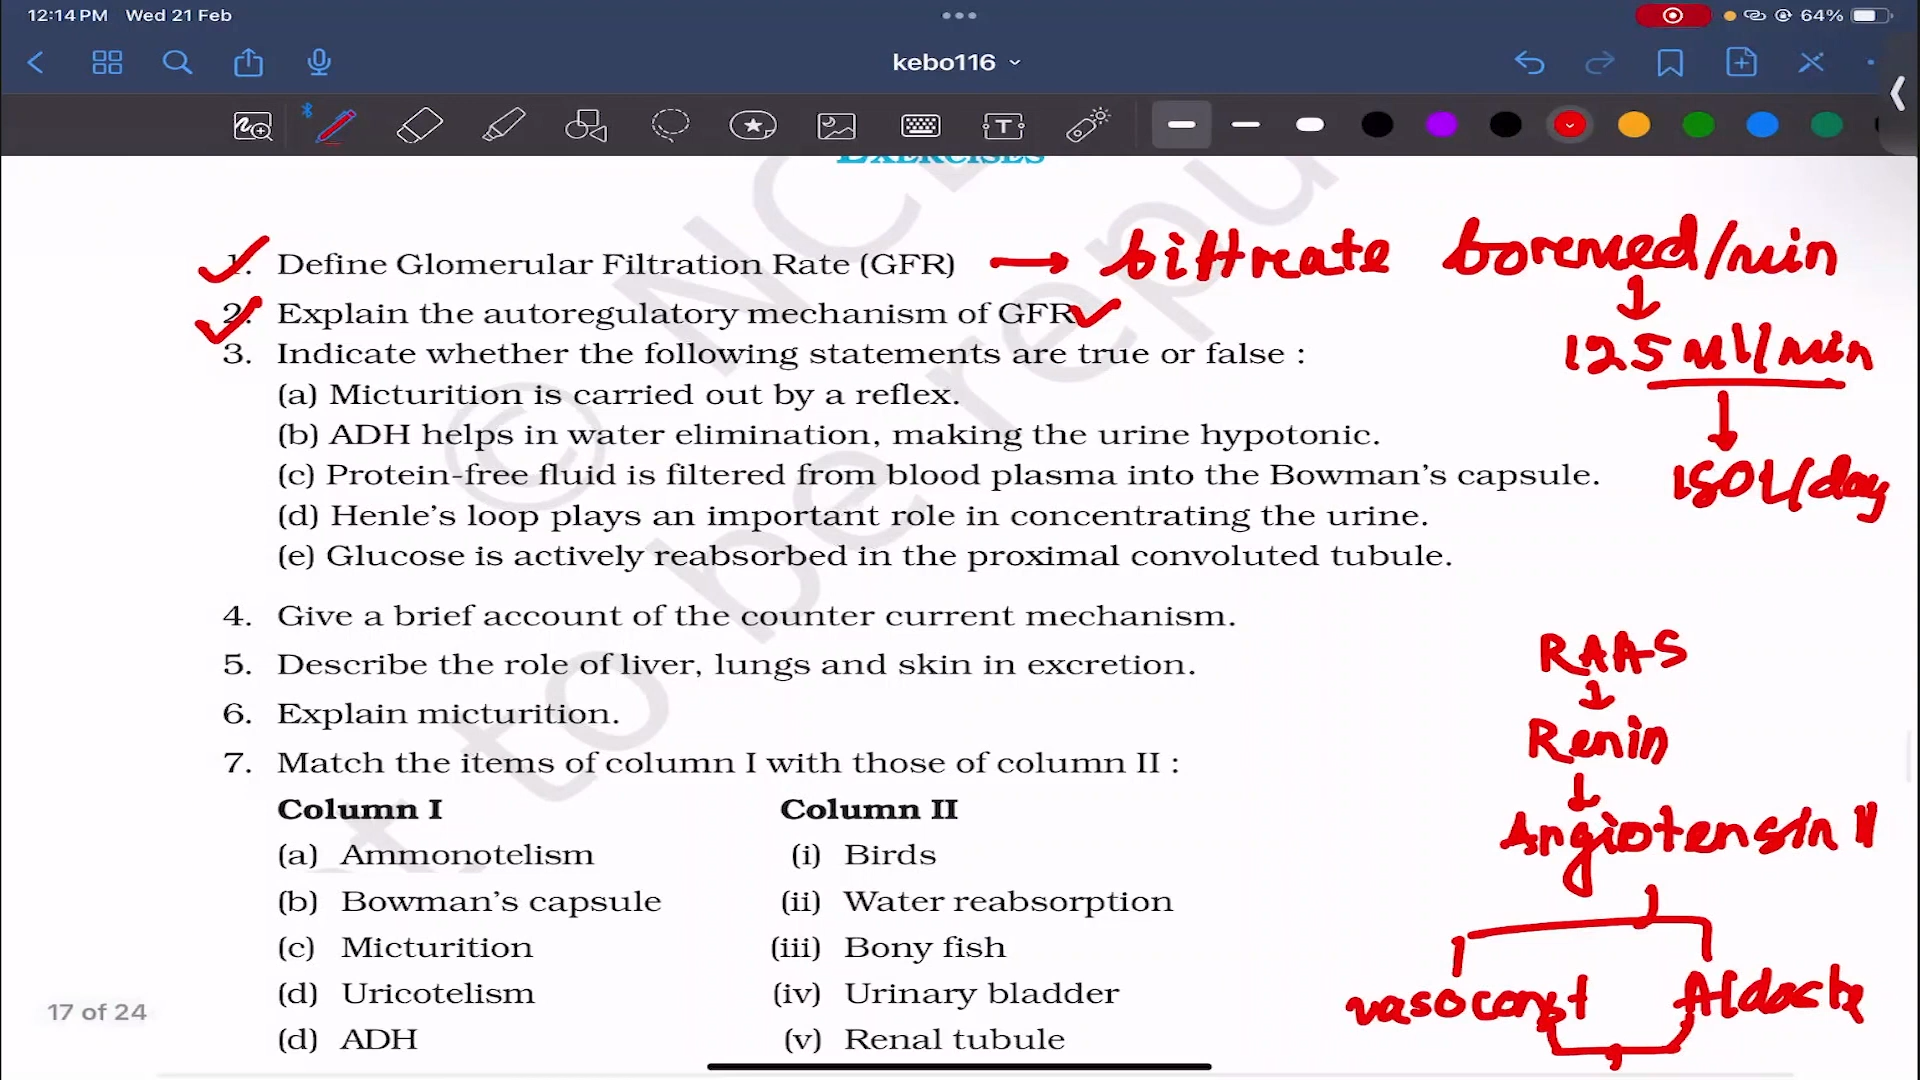 12:14 PM Wed 21 Feb
64%
kebo116
EXERCISES
1. Define Glomerular Filtration Rate (GFR)
/min
2. Explain the autoregulatory mechanism of GFR
125 ml/min
3. Indicate whether the following statements are true or false :
(a) Micturition is carried out by a reflex.
(b) ADH helps in water elimination, making the urine hypotonic.
(c) Protein-free fluid is filtered from blood plasma into the Bowman’s capsule.
/day
(d) Henle’s loop plays an important role in concentrating the urine.
(e) Glucose is actively reabsorbed in the proximal convoluted tubule.
4. Give a brief account of the counter current mechanism.
5. Describe the role of liver, lungs and skin in excretion.
6. Explain micturition.
7. Match the items of column I with those of column II :
Column I Column II
(a) Ammonotelism (i) Birds
(b) Bowman’s capsule (ii) Water reabsorption
(c) Micturition (iii) Bony fish
(d) Uricotelism (iv) Urinary bladder
(d) ADH (v) Renal tubule
RAAS
Renin
Angiotensin II
vasoconst
17 of 24
© NCE
to be repu